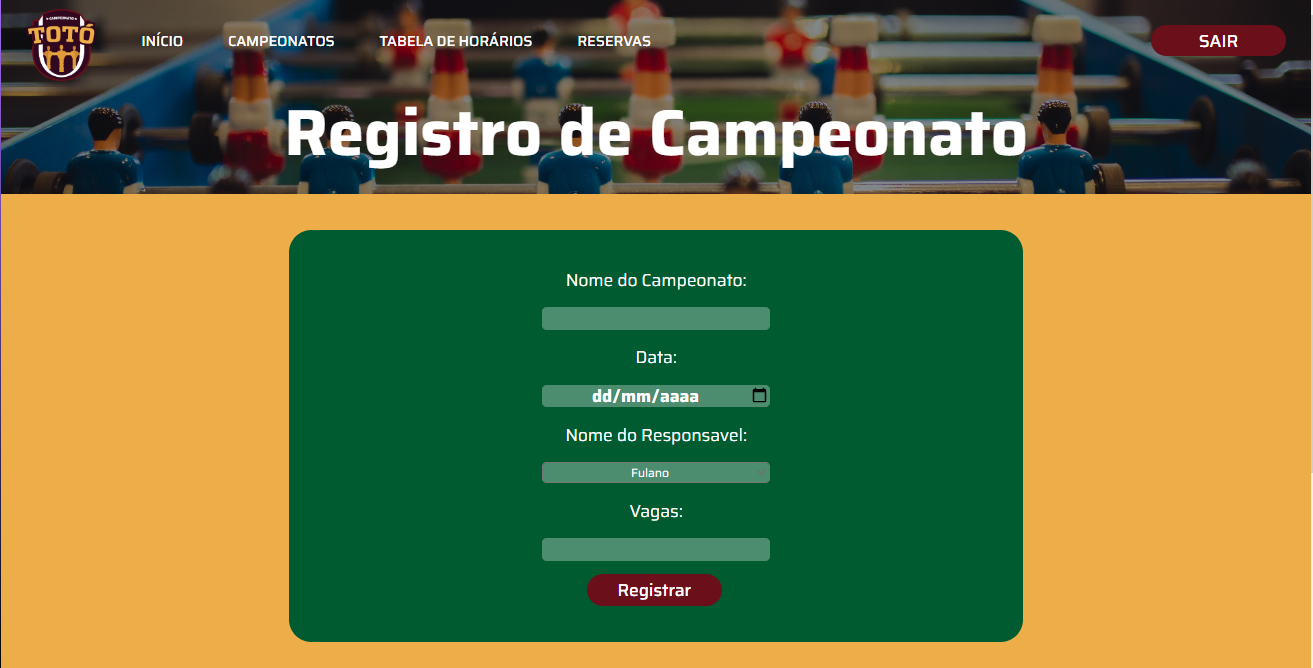 CAMPEONATO
TOTÓ
INÍCIO
CAMPEONATOS
TABELA DE HORÁRIOS
RESERVAS
SAIR
Registro de Campeonato
Nome do Campeonato:
Data:
dd/mm/aaaa
Nome do Responsavel:
Fulano
Vagas:
Registrar